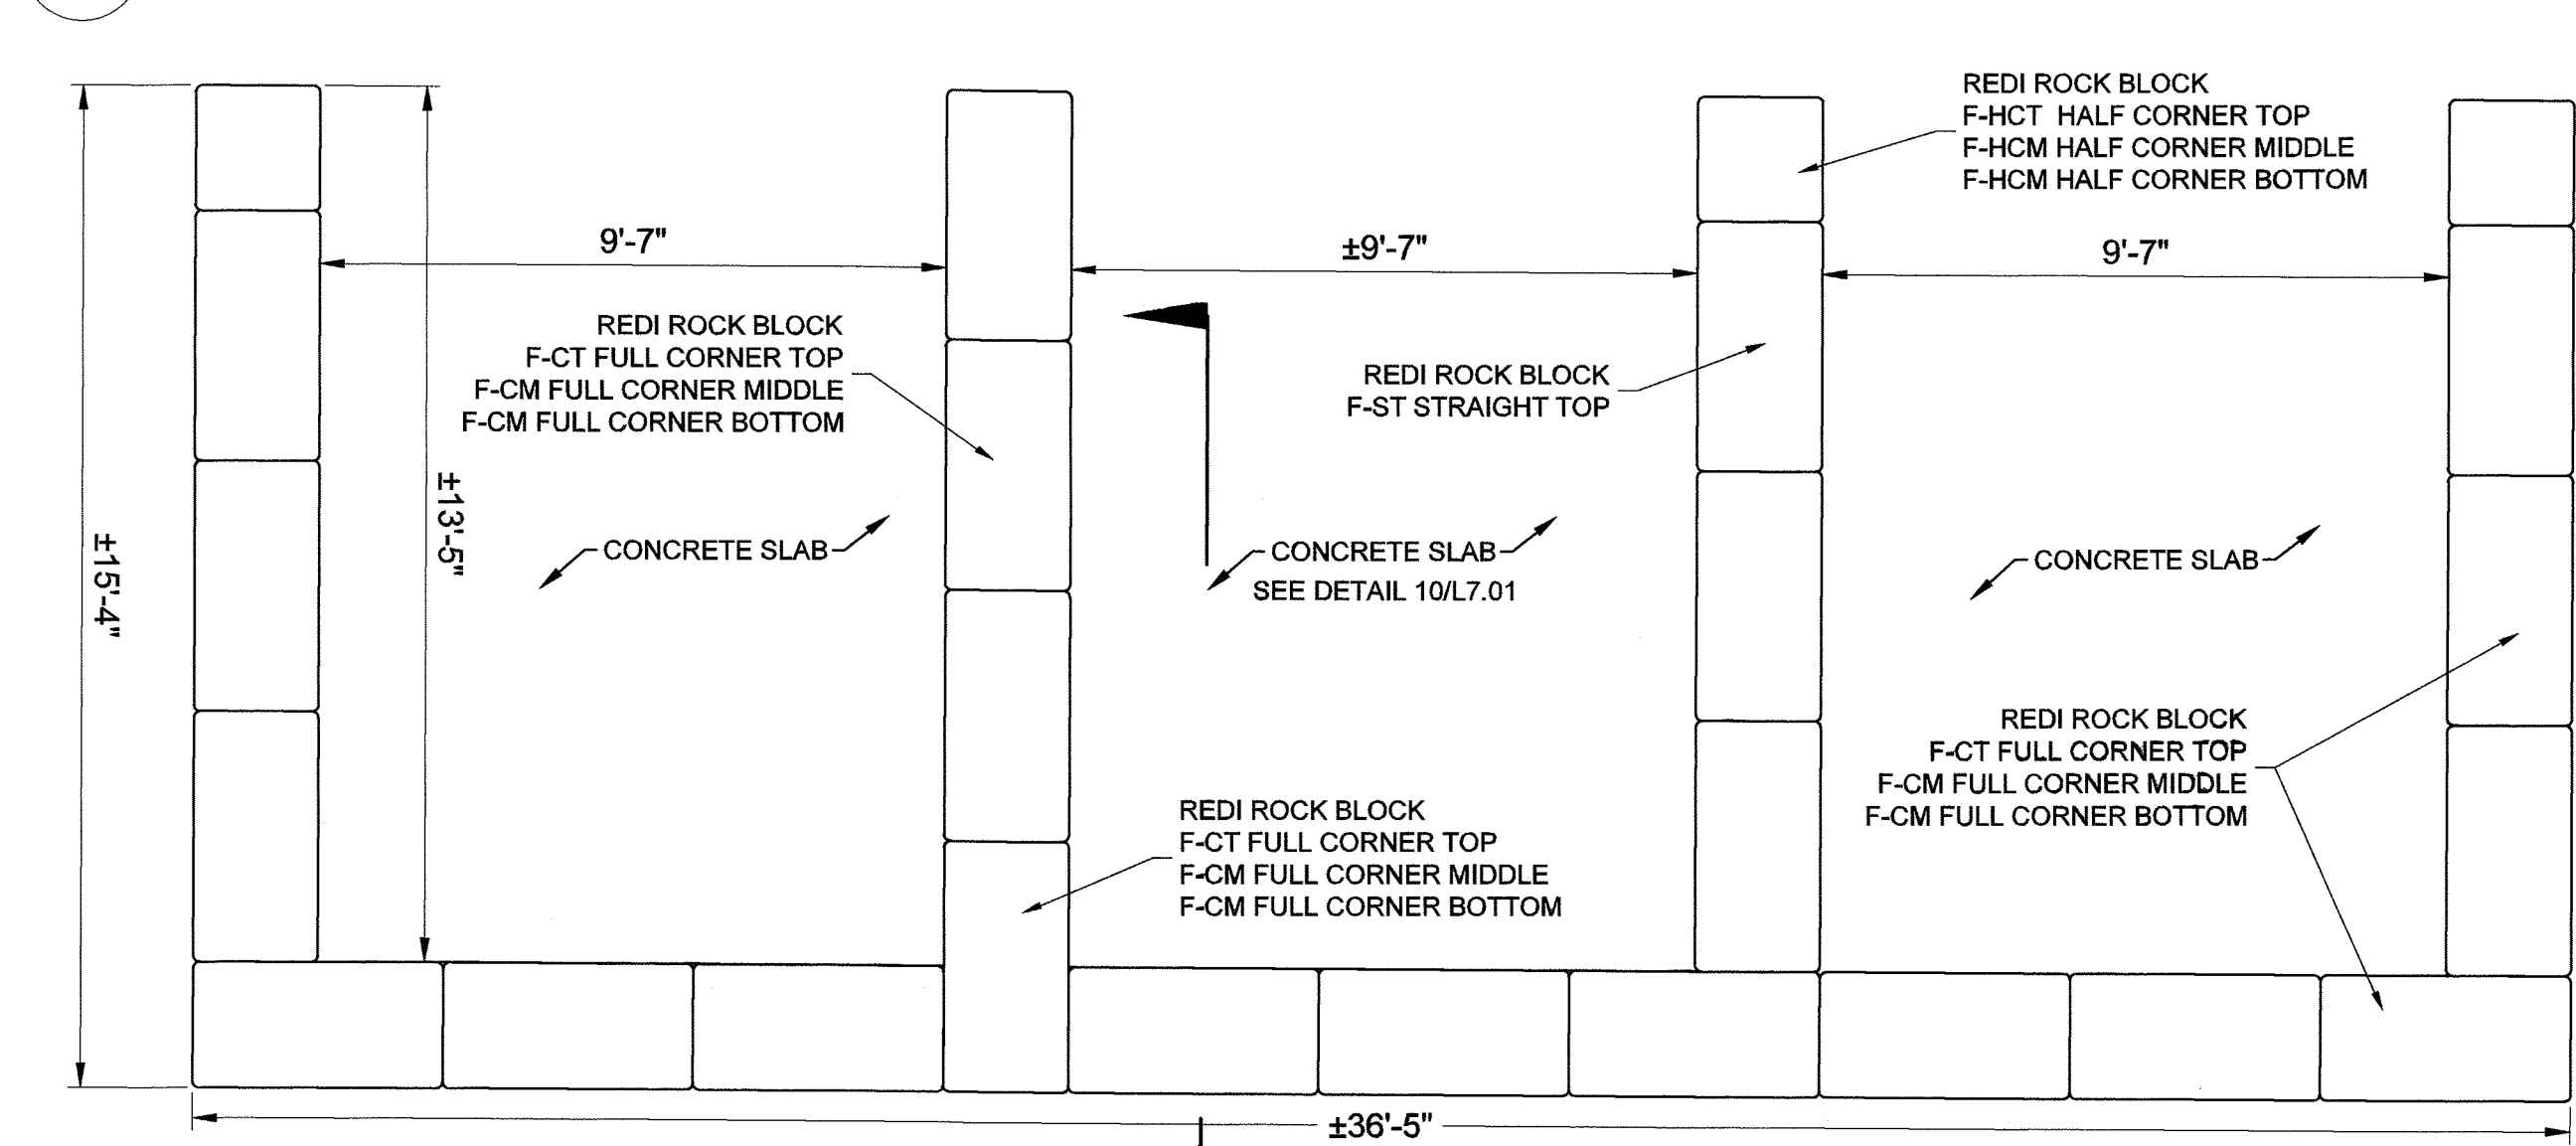 REDI ROCK BLOCK
F-HCT HALF CORNER TOP
F-HCM HALF CORNER MIDDLE
F-HCM HALF CORNER BOTTOM
9'-7"
±9'-7"
9'-7"
REDI ROCK BLOCK
F-CT FULL CORNER TOP
F-CM FULL CORNER MIDDLE
F-CM FULL CORNER BOTTOM
REDI ROCK BLOCK
F-ST STRAIGHT TOP
±15'-4"
±13'-5"
CONCRETE SLAB
CONCRETE SLAB
SEE DETAIL 10/L7.01
CONCRETE SLAB
REDI ROCK BLOCK
F-CT FULL CORNER TOP
F-CM FULL CORNER MIDDLE
F-CM FULL CORNER BOTTOM
REDI ROCK BLOCK
F-CT FULL CORNER TOP
F-CM FULL CORNER MIDDLE
F-CM FULL CORNER BOTTOM
±36'-5"